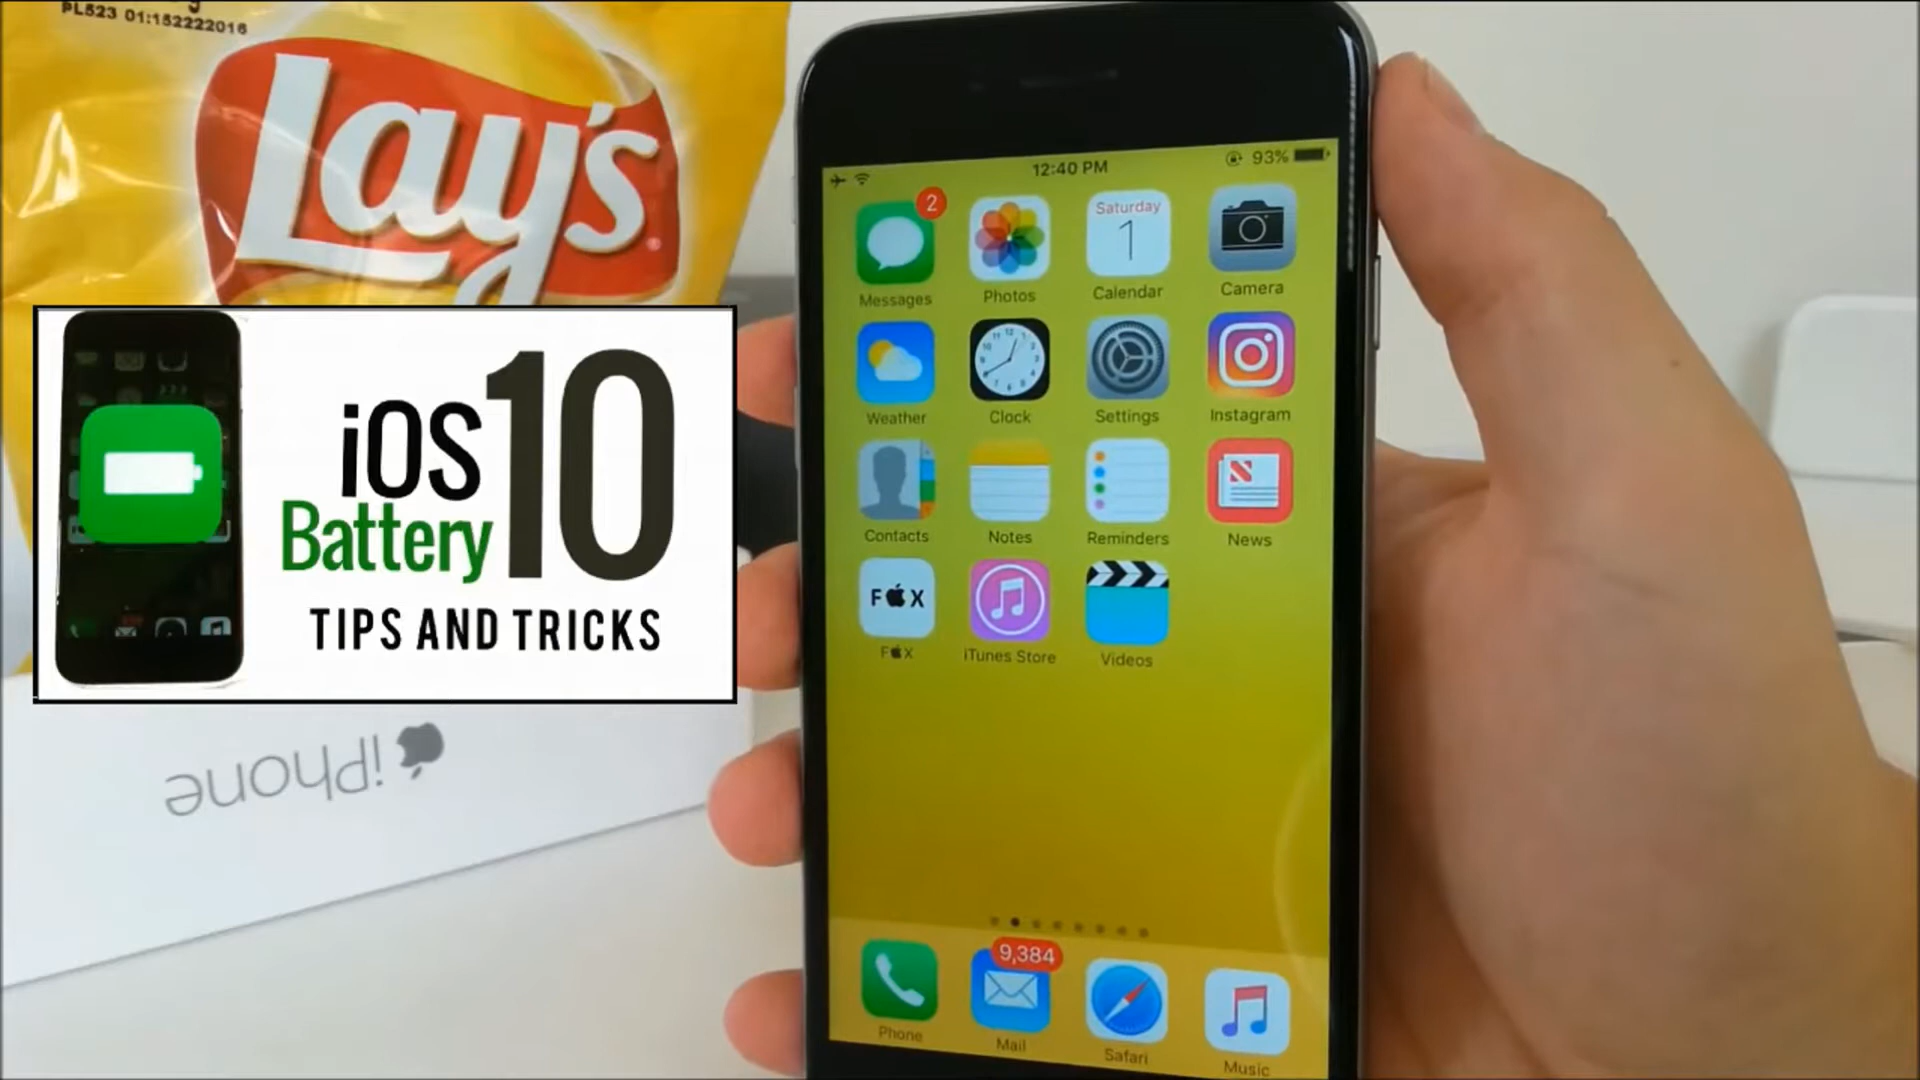 PL523 01:152222016
Lay's
iOS 10
Battery
TIPS AND TRICKS
iPhone
12:40 PM
93%
2
Saturday
1
Messages
Photos
Calendar
Camera
Weather
Clock
Settings
Instagram
Contacts
Notes
Reminders
News
F X
F X
iTunes Store
Videos
9,384
Phone
Mail
Safari
Music